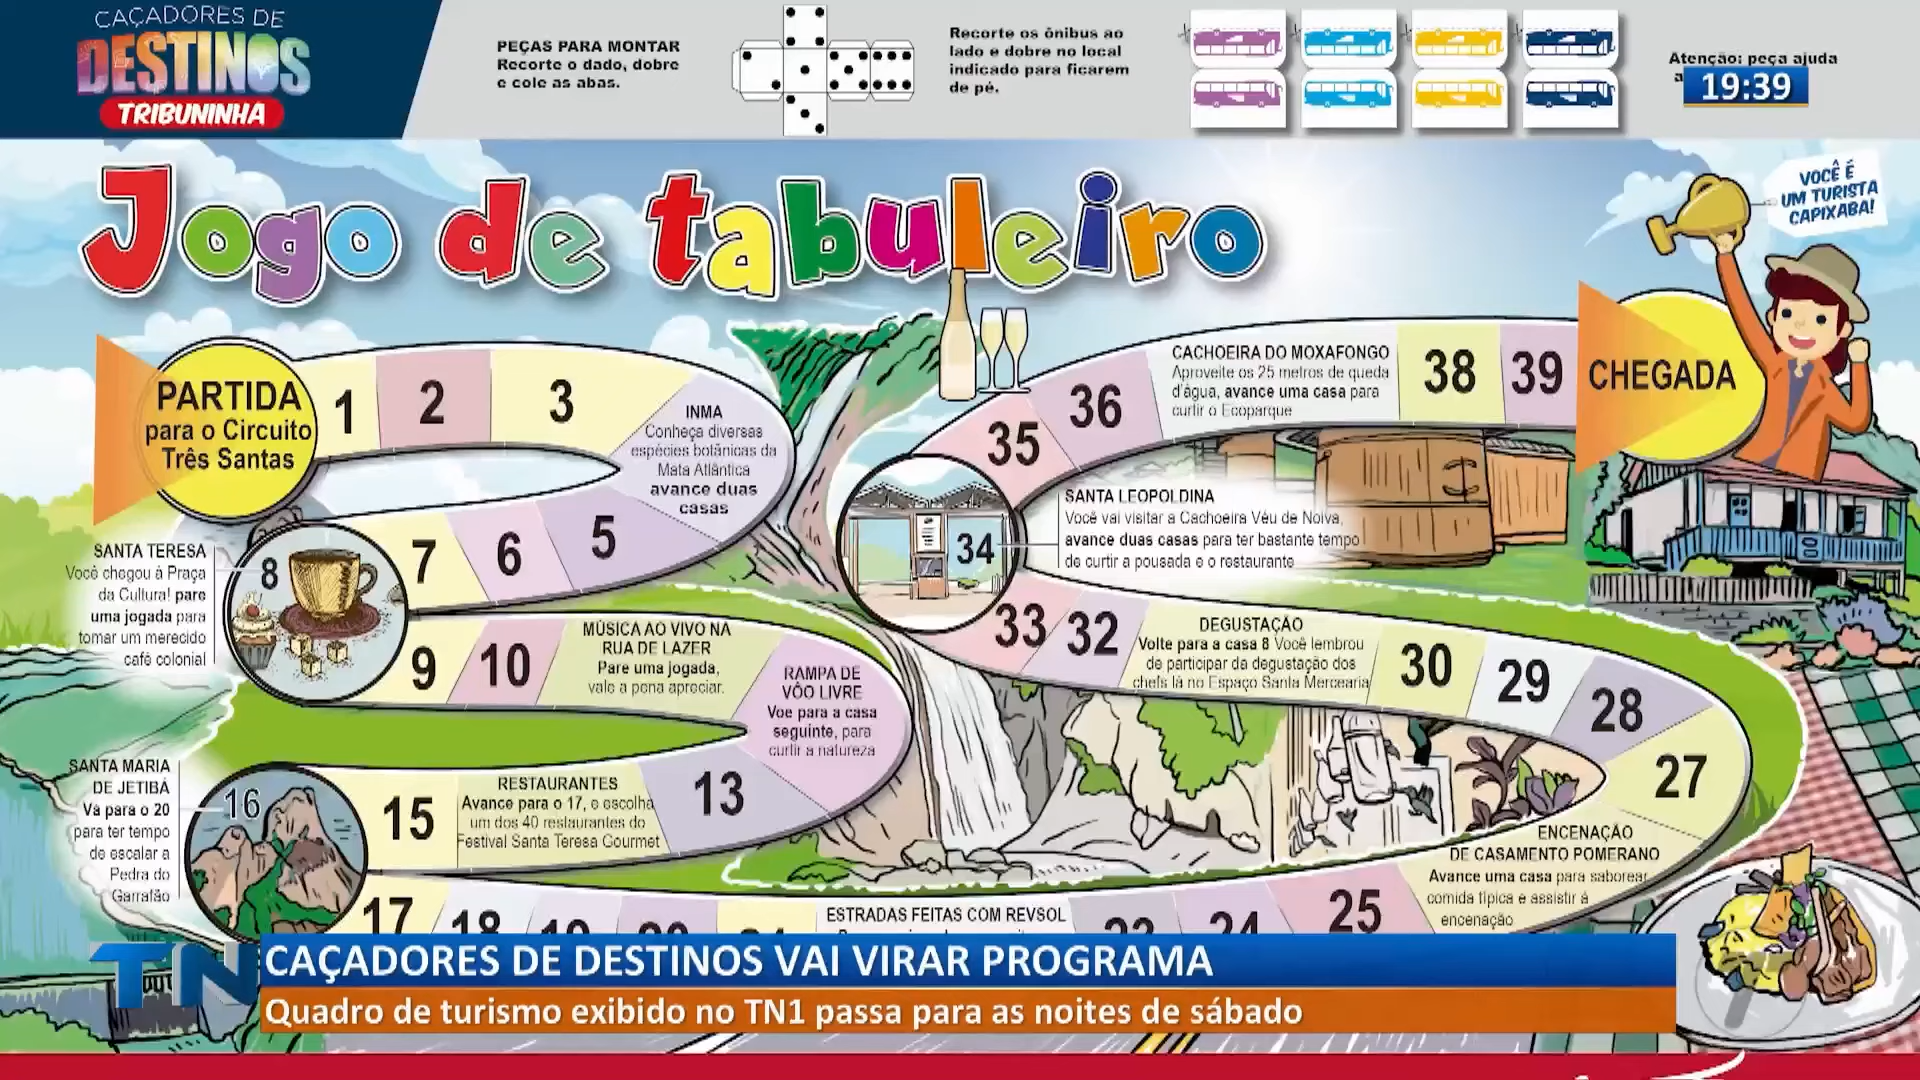 CAÇADORES DE
DESTINOS
TRIBUNINHA
PEÇAS PARA MONTAR
Recorte o dado, dobre
e cole as abas.
Recorte os ônibus ao
lado e dobre no local
indicado para ficarem
de pé.
Atenção: peça ajuda
19:39
Jogo de tabuleiro
VOCÊ É
UM TURISTA
CAPIXABA!
PARTIDA
para o Circuito
Três Santas
1
2
3
INMA
Conheça diversas
espécies botânicas da
Mata Atlântica
avance duas
casas
5
6
7
8
SANTA TERESA
Você chegou à Praça
da Cultura! pare
uma jogada para
tomar um merecido
café colonial
9
10
MÚSICA AO VIVO NA
RUA DE LAZER
Pare uma jogada,
vale a pena apreciar.
RAMPA DE
VÔO LIVRE
Voe para a casa
seguinte, para
curtir a natureza
13
RESTAURANTES
Avance para o 17, e escolha
um dos 40 restaurantes do
Festival Santa Teresa Gourmet
15
16
SANTA MARIA
DE JETIBÁ
Vá para o 20
para ter tempo
de escalar a
Pedra do
Garrafão
17
18
19
20
21
ESTRADAS FEITAS COM REVSOL
23
24
25
ENCENAÇÃO
DE CASAMENTO POMERANO
Avance uma casa para saborear
comida típica e assistir à
encenação
27
28
29
30
DEGUSTAÇÃO
Volte para a casa 8 Você lembrou
de participar da degustação dos
chefs lá no Espaço Santa Mercearia
32
33
34
SANTA LEOPOLDINA
Você vai visitar a Cachoeira Véu de Noiva,
avance duas casas para ter bastante tempo
de curtir a pousada e o restaurante
35
36
CACHOEIRA DO MOXAFONGO
Aproveite os 25 metros de queda
d'água, avance uma casa para
curtir o Ecoparque
38
39
CHEGADA
TN
CAÇADORES DE DESTINOS VAI VIRAR PROGRAMA
Quadro de turismo exibido no TN1 passa para as noites de sábado